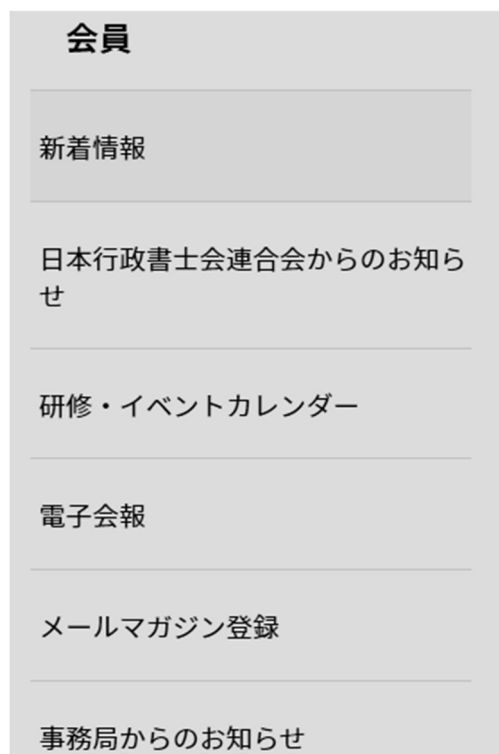 会員
新着情報
日本行政書士会連合会からのお知ら
せ
研修・イベントカレンダー
電子会報
メールマガジン登録
事務局からのお知らせ